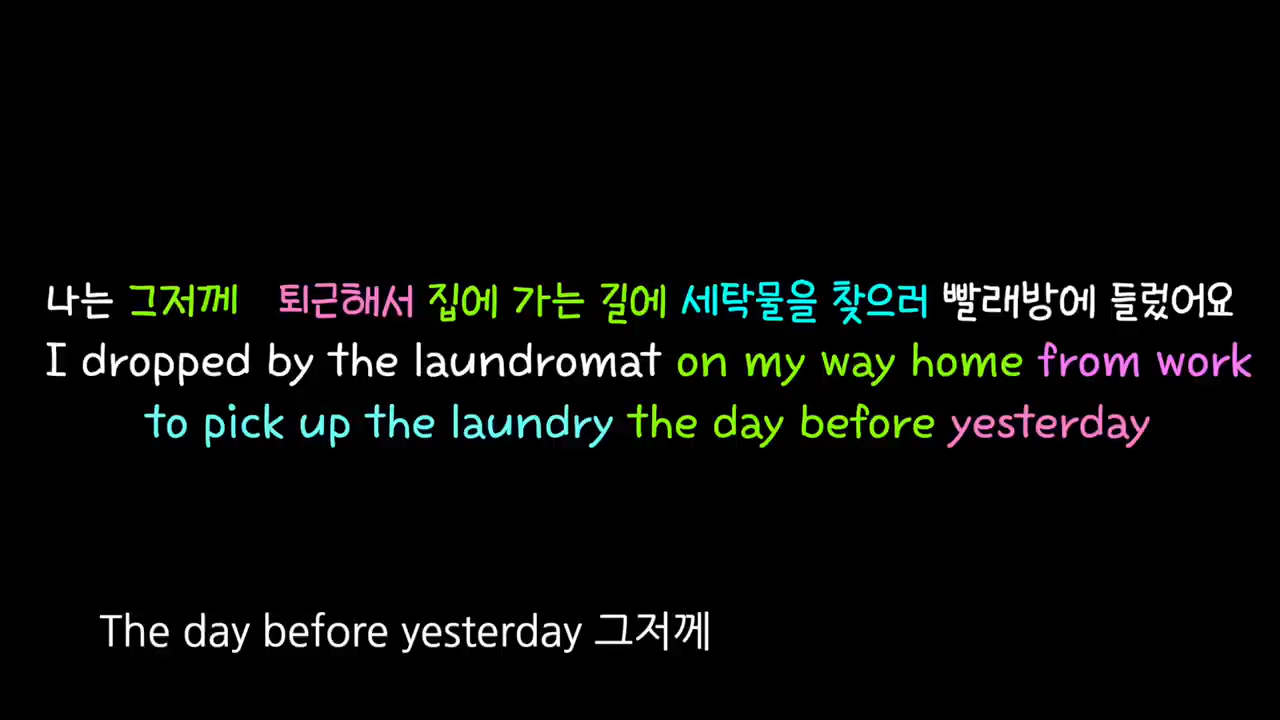 나는 그저께 퇴근해서 집에 가는 길에 세탁물을 찾으러 빨래방에 들렀어요
I dropped by the laundromat on my way home from work
to pick up the laundry the day before yesterday
The day before yesterday 그저께